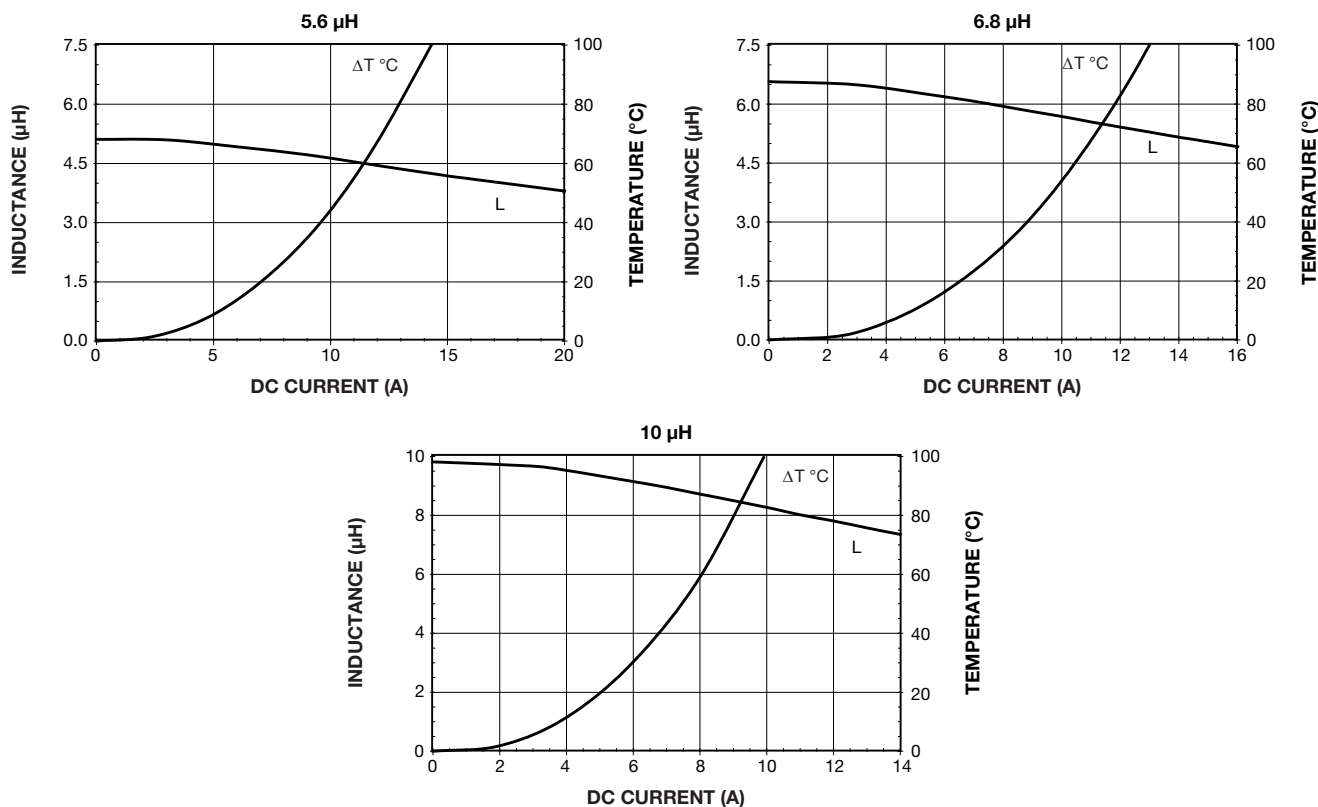 5.6 µH
INDUCTANCE (µH)
7.5
6.0
4.5
3.0
1.5
0.0
ΔT °C
L
100
80
60
40
20
0
TEMPERATURE (°C)
0 5 10 15 20
DC CURRENT (A)
6.8 µH
INDUCTANCE (µH)
7.5
6.0
4.5
3.0
1.5
0.0
ΔT °C
L
100
80
60
40
20
0
TEMPERATURE (°C)
0 2 4 6 8 10 12 14 16
DC CURRENT (A)
10 µH
INDUCTANCE (µH)
10
8
6
4
2
0
ΔT °C
L
100
80
60
40
20
0
TEMPERATURE (°C)
0 2 4 6 8 10 12 14
DC CURRENT (A)